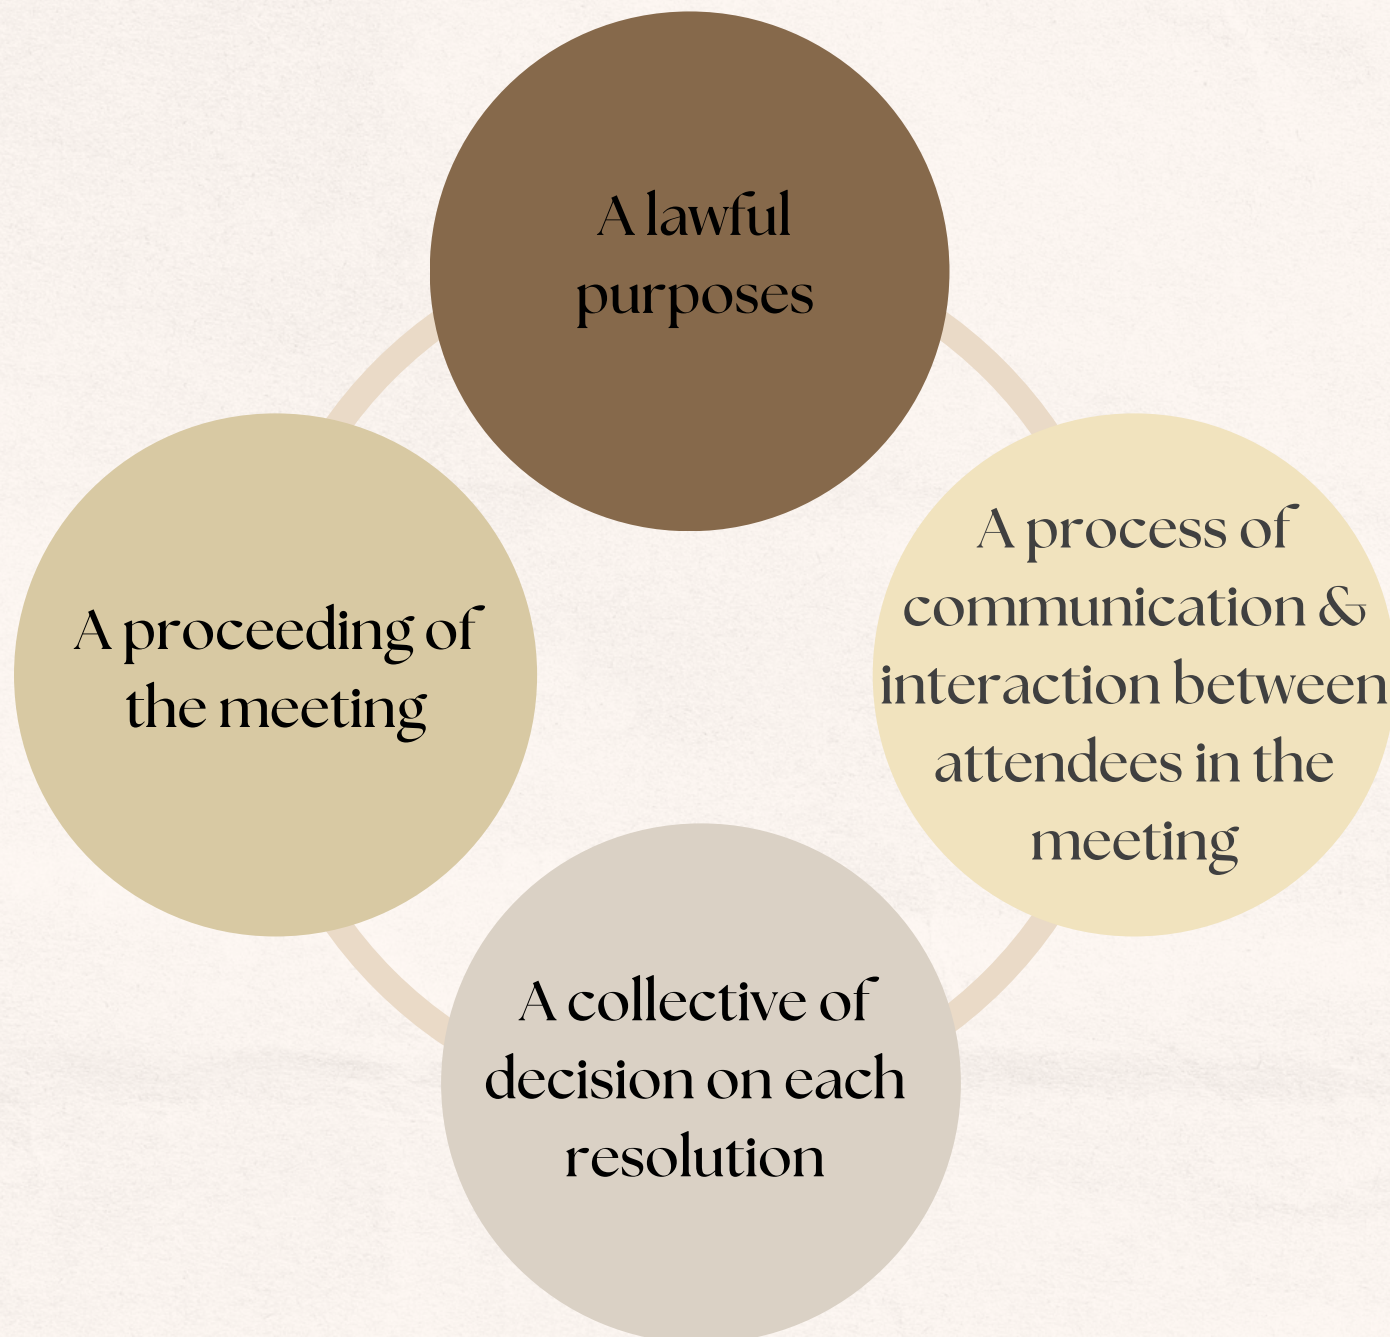 A lawful
purposes
A process of
communication &
interaction between
attendees in the
meeting
A collective of
decision on each
resolution
A proceeding of
the meeting